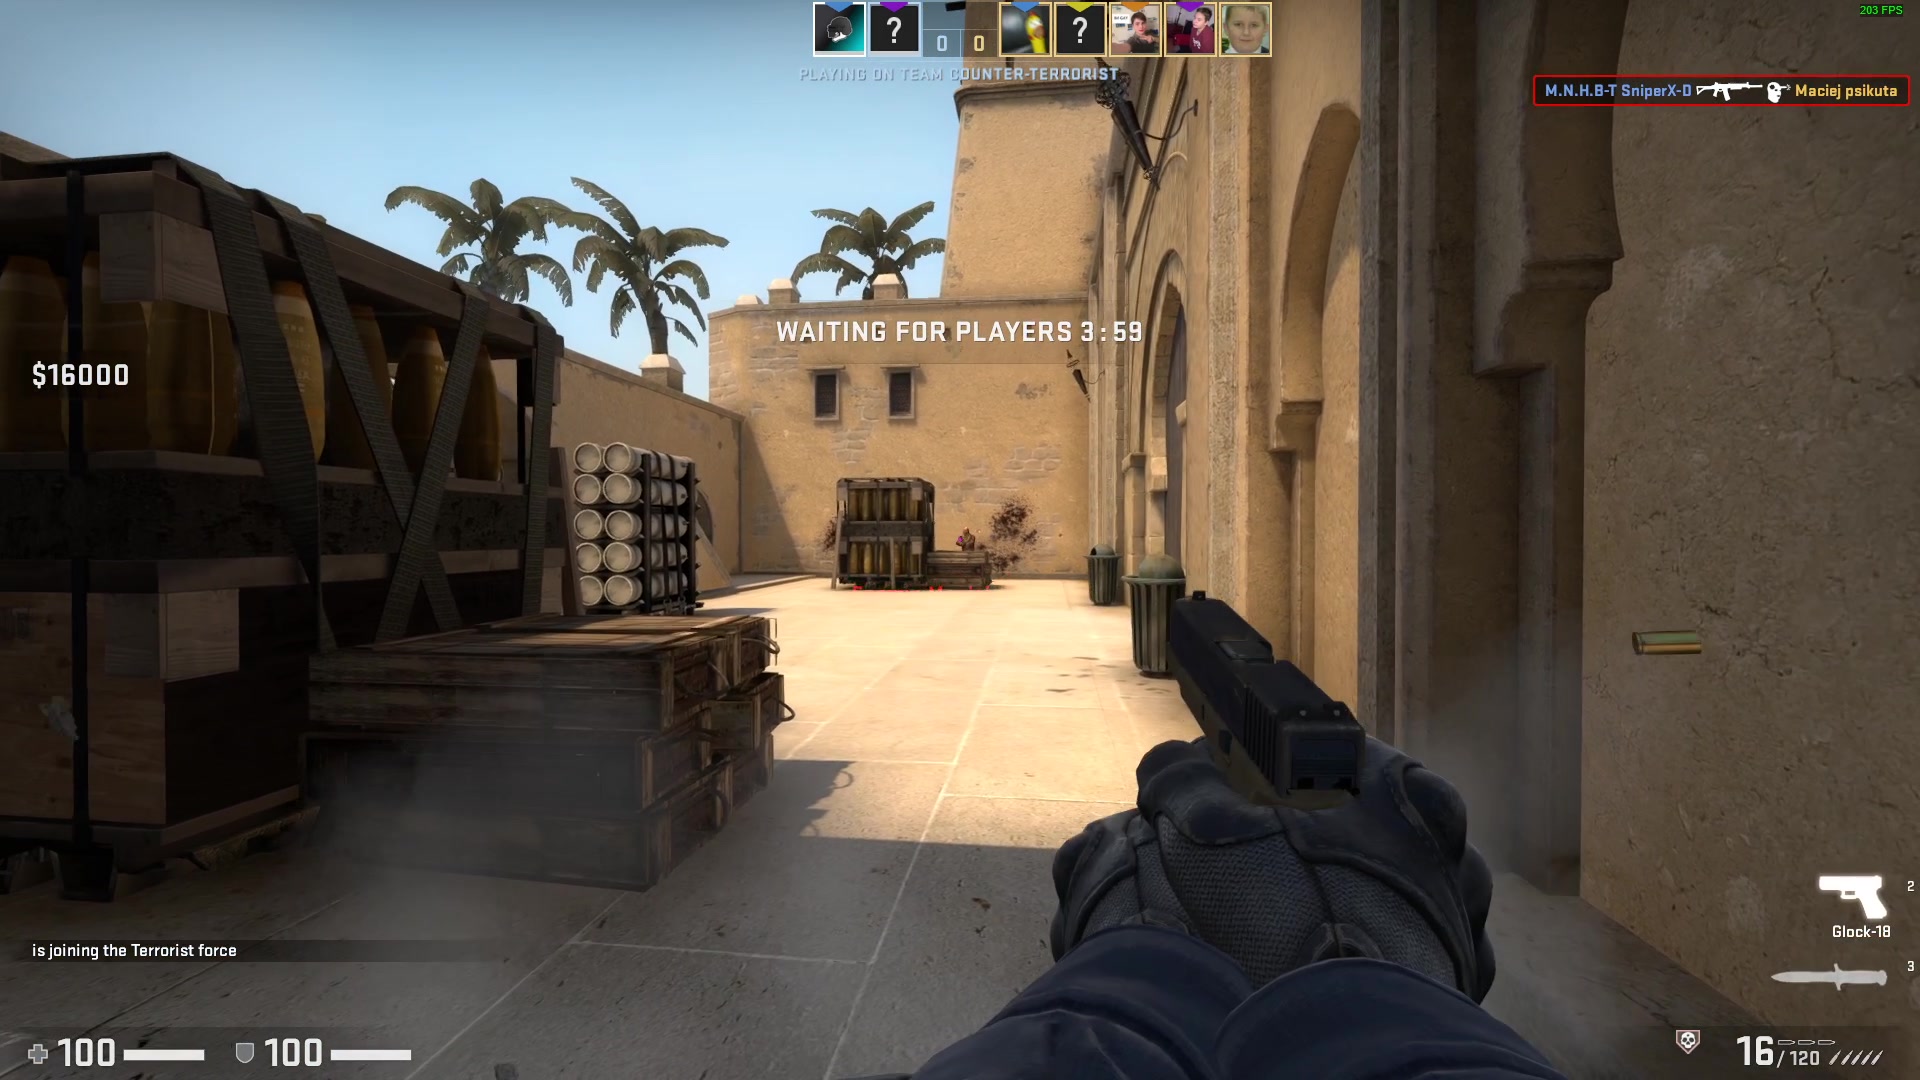 203 FPS
? ?
0 0
PLAYING ON TEAM COUNTER-TERRORIST
M.N.H.B-T SniperX-D Maciej psikuta
WAITING FOR PLAYERS 3:59
$16000
2
Glock-18
3
is joining the Terrorist force
100 100
16/120